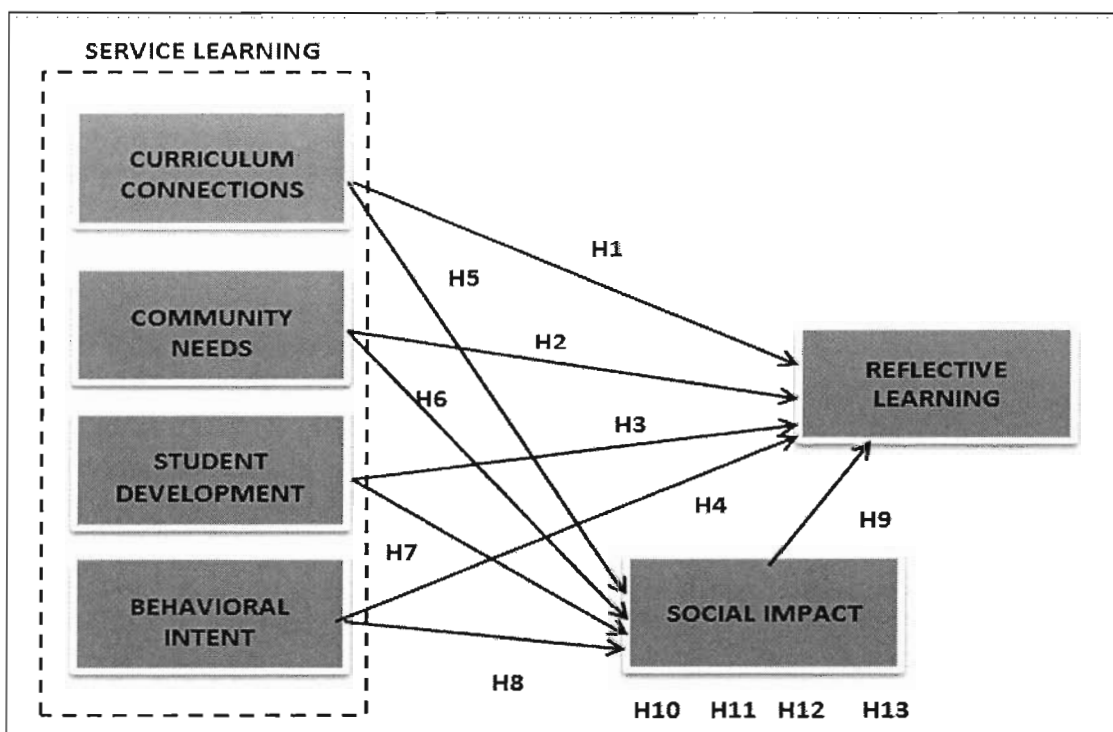 SERVICE LEARNING
CURRICULUM
CONNECTIONS
H1
H5
COMMUNITY
NEEDS
H2
REFLECTIVE
LEARNING
H6
H3
STUDENT
DEVELOPMENT
H4
H9
H7
BEHAVIORAL
INTENT
SOCIAL IMPACT
H8
H10 H11 H12 H13